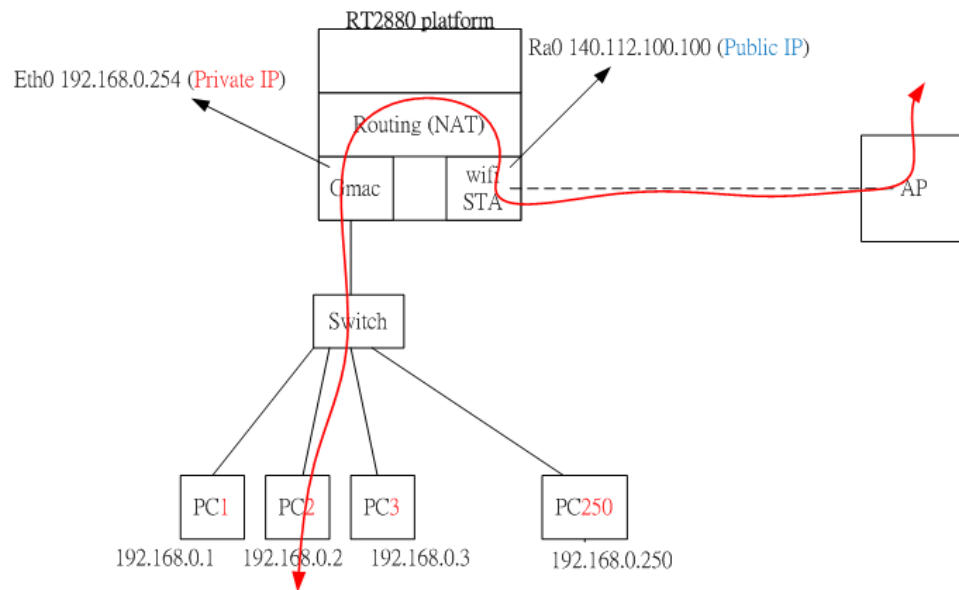 RT2880 platform
Ra0 140.112.100.100 (Public IP)
Eth0 192.168.0.254 (Private IP)
Routing (NAT)
Gmac
wifi
STA
AP
Switch
PC1
PC2
PC3
PC250
192.168.0.1
192.168.0.2
192.168.0.3
192.168.0.250